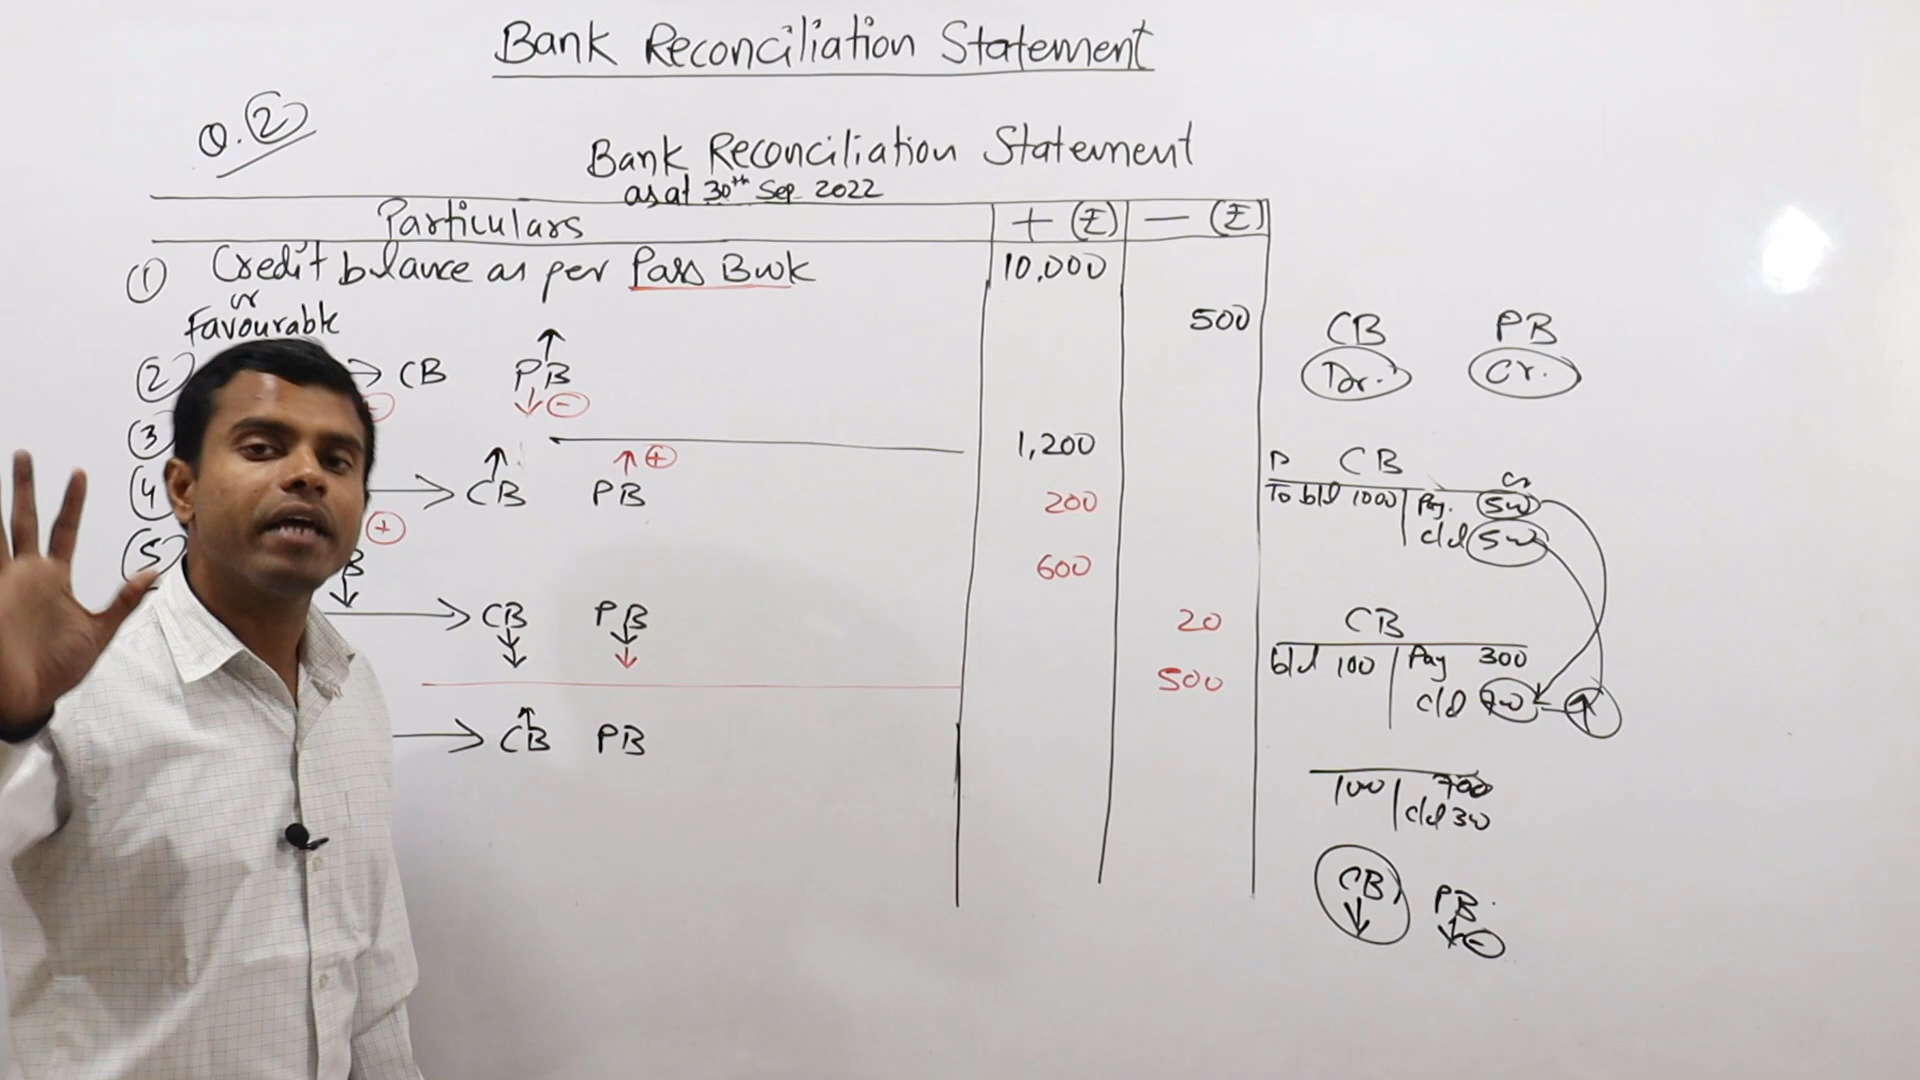 Bank Reconciliation Statement
Q. 2
Bank Reconciliation Statement
as at 30th Sep 2022
Particulars + (₹) — (₹)
① Credit balance as per Pass Book 10,000
or
Favourable
500
② → CB PB
−
③ 1,200
+
④ → CB PB 200
+
⑤ 600
→ CB PB 20
500
→ CB PB
CB PB
Dr. Cr.
D CB Cr
To b/d 1000 Pay. 500
c/d 500
CB
b/d 100 Pay 300
c/d
100 700
c/d 300
CB PB
−